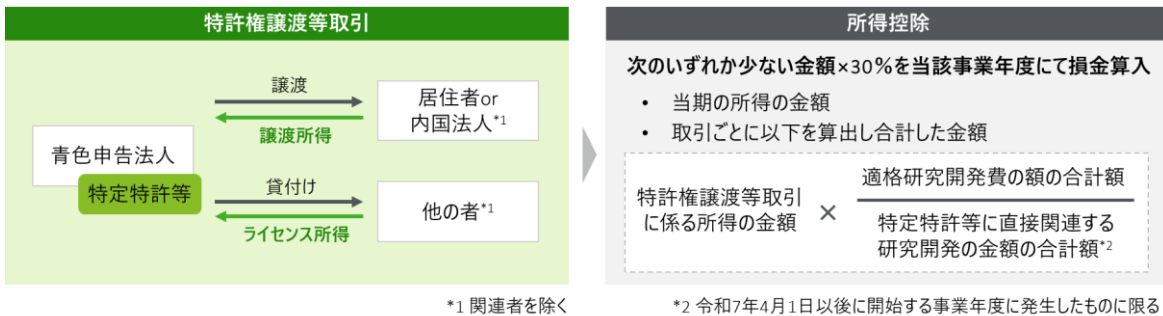 特許権譲渡等取引
譲渡
居住者or
内国法人*1
譲渡所得
青色申告法人
特定特許等
貸付け
他の者*1
ライセンス所得
*1 関連者を除く
所得控除
次のいずれか少ない金額×30%を当該事業年度にて損金算入
• 当期の所得の金額
• 取引ごとに以下を算出し合計した金額
特許権譲渡等取引
に係る所得の金額
×
適格研究開発費の額の合計額
特定特許等に直接関連する
研究開発の金額の合計額*2
*2 令和7年4月1日以後に開始する事業年度に発生したものに限る